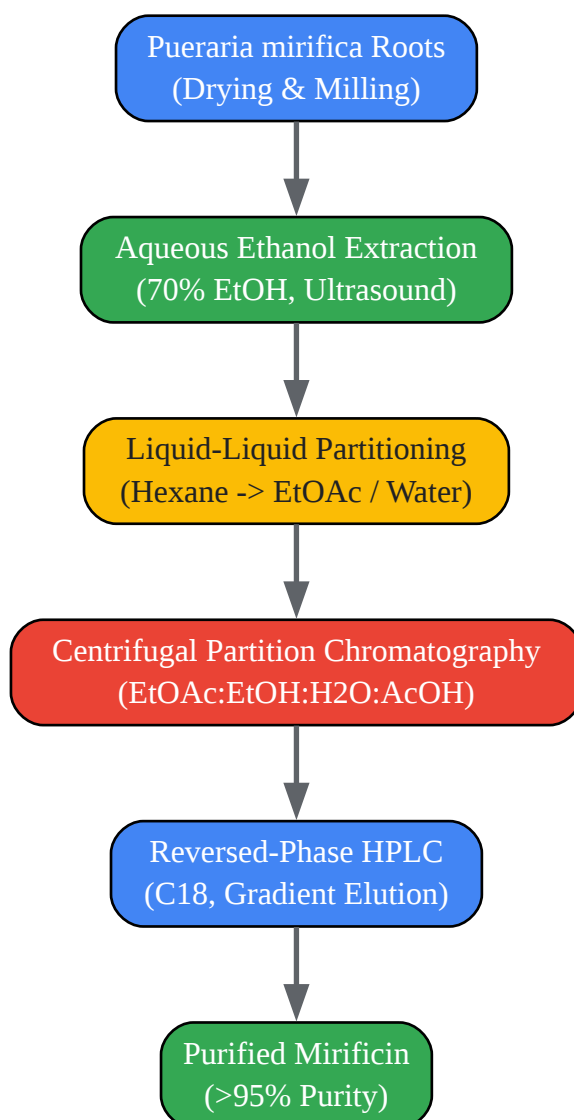 Pueraria mirifica Roots
(Drying & Milling)
Aqueous Ethanol Extraction
(70% EtOH, Ultrasound)
Liquid-Liquid Partitioning
(Hexane -> EtOAc / Water)
Centrifugal Partition Chromatography
(EtOAc:EtOH:H2O:AcOH)
Reversed-Phase HPLC
(C18, Gradient Elution)
Purified Mirificin
(>95% Purity)